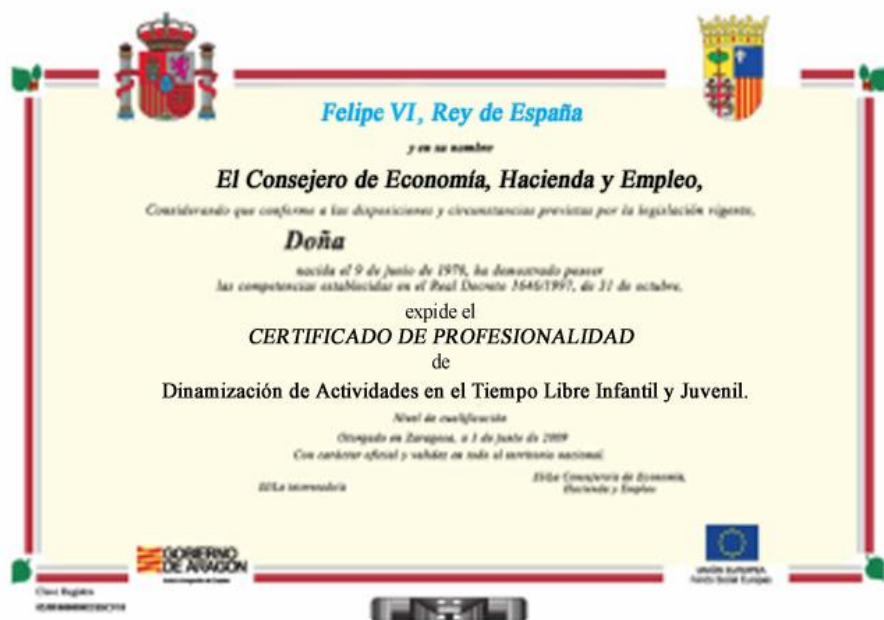 Felipe VI, Rey de España
y en su nombre
El Consejero de Economía, Hacienda y Empleo,
Considerando que conforme a las disposiciones y circunstancias previstas por la legislación vigente,
Doña
nacida el 9 de junio de 1978, ha demostrado poseer
las competencias establecidas en el Real Decreto 1646/1997, de 31 de octubre,
expide el
CERTIFICADO DE PROFESIONALIDAD
de
Dinamización de Actividades en el Tiempo Libre Infantil y Juvenil.
Nivel de cualificación
Otorgado en Zaragoza, a 1 de junio de 2009
Con carácter oficial y validez en todo el territorio nacional
El/La interesado/a
El/La Consejero/a de Economía,
Hacienda y Empleo
GOBIERNO
DE ARAGON
UNIÓN EUROPEA
Fondo Social Europeo
Clave Registro